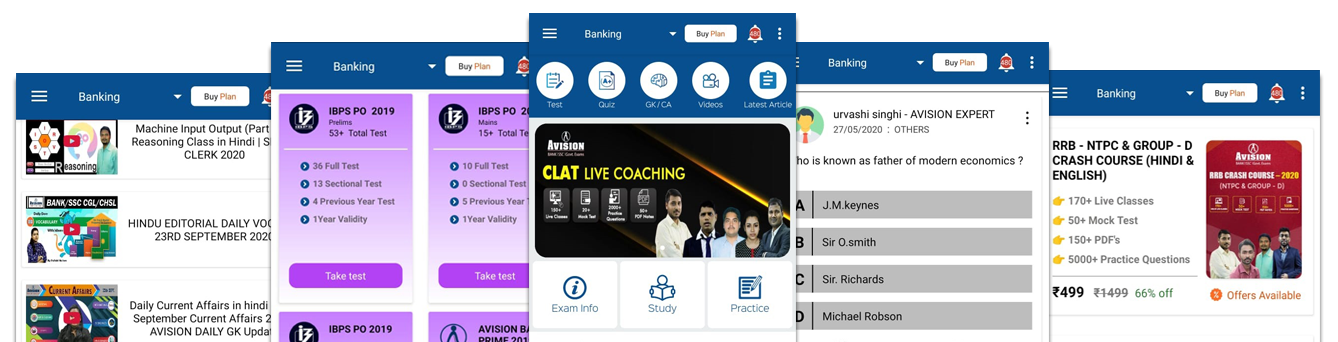 Banking
Buy Plan
Machine Input Output (Part
Reasoning Class in Hindi | S
CLERK 2020
Reasoning
BANK/SSC CGL/CHSL
VOCABULARY
HINDU EDITORIAL DAILY VO
23RD SEPTEMBER 2020
CURRENT AFFAIRS
Daily Current Affairs in hindi
September Current Affairs 2
AVISION DAILY GK Upda
Banking
Buy Plan
480
IBPS PO 2019
Prelims
53+ Total Test
36 Full Test
13 Sectional Test
4 Previous Year Test
1Year Validity
Take test
IBPS PO 2019
IBPS PO 2019
Mains
15+ Total Te
10 Full Test
0 Sectional Test
5 Previous Year
1Year Validity
Take test
AVISION BA
PRIME 201
Banking
Buy Plan
480
Test
Quiz
GK/CA
Videos
Latest Article
AVISION
CLAT LIVE COACHING
150+
Live Classes
20+
Mock Test
2000+
Practice
Questions
50+
PDF Notes
Exam Info
Study
Practice
Banking
Buy Plan
480
urvashi singhi - AVISION EXPERT
27/05/2020 : OTHERS
ho is known as father of modern economics ?
A J.M.keynes
B Sir O.smith
C Sir. Richards
D Michael Robson
Banking
Buy Plan
480
RRB - NTPC & GROUP - D
CRASH COURSE (HINDI &
ENGLISH)
170+ Live Classes
50+ Mock Test
150+ PDF's
5000+ Practice Questions
₹499 ₹1499 66% off
AVISION
RRB CRASH COURSE – 2020
(NTPC & GROUP - D)
Offers Available